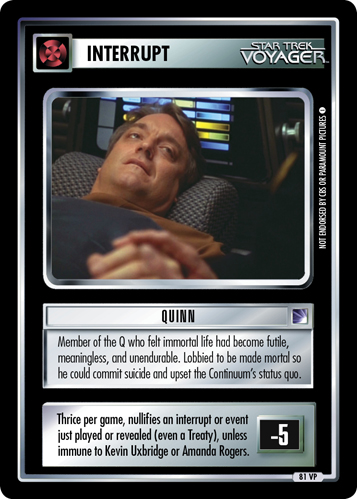 INTERRUPT
STAR TREK
VOYAGER
NOT ENDORSED BY CBS OR PARAMOUNT PICTURES
QUINN
Member of the Q who felt immortal life had become futile,
meaningless, and unendurable. Lobbied to be made mortal so
he could commit suicide and upset the Continuum's status quo.
Thrice per game, nullifies an interrupt or event
just played or revealed (even a Treaty), unless
immune to Kevin Uxbridge or Amanda Rogers.
-5
81 VP